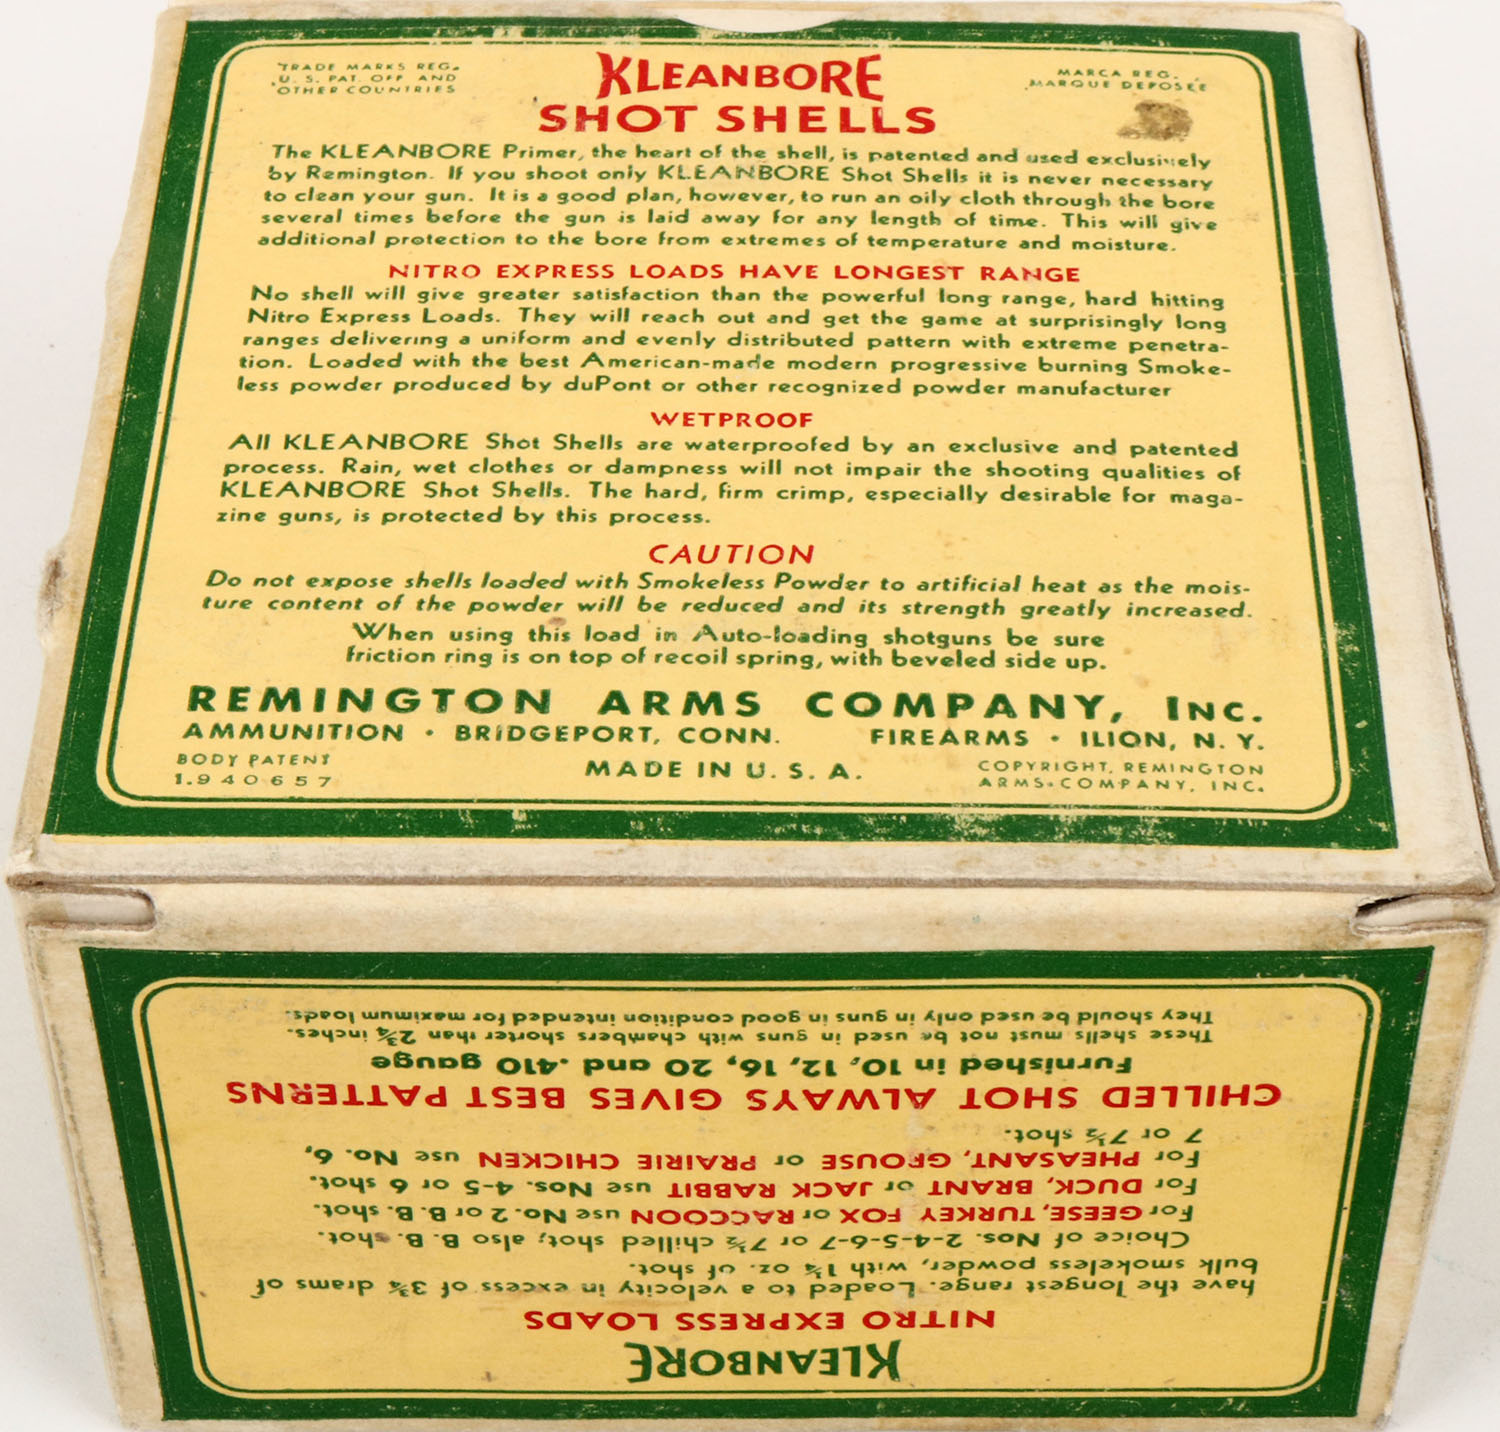 TRADE MARKS REG.
U. S. PAT. OFF. AND
OTHER COUNTRIES
KLEANBORE
MARCA REG.
MARQUE DEPOSEE
SHOT SHELLS
The KLEANBORE Primer, the heart of the shell, is patented and used exclusively
by Remington. If you shoot only KLEANBORE Shot Shells it is never necessary
to clean your gun. It is a good plan, however, to run an oily cloth through the bore
several times before the gun is laid away for any length of time. This will give
additional protection to the bore from extremes of temperature and moisture.
NITRO EXPRESS LOADS HAVE LONGEST RANGE
No shell will give greater satisfaction than the powerful long range, hard hitting
Nitro Express Loads. They will reach out and get the game at surprisingly long
ranges delivering a uniform and evenly distributed pattern with extreme penetra-
tion. Loaded with the best American-made modern progressive burning Smoke-
less powder produced by duPont or other recognized powder manufacturer
WETPROOF
All KLEANBORE Shot Shells are waterproofed by an exclusive and patented
process. Rain, wet clothes or dampness will not impair the shooting qualities of
KLEANBORE Shot Shells. The hard, firm crimp, especially desirable for maga-
zine guns, is protected by this process.
CAUTION
Do not expose shells loaded with Smokeless Powder to artificial heat as the mois-
ture content of the powder will be reduced and its strength greatly increased.
When using this load in Auto-loading shotguns be sure
friction ring is on top of recoil spring, with beveled side up.
REMINGTON ARMS COMPANY, INC.
AMMUNITION · BRIDGEPORT, CONN. FIREARMS · ILION, N. Y.
BODY PATENT
1.940657
MADE IN U. S. A.
COPYRIGHT, REMINGTON
ARMS COMPANY, INC.
KLEANBORE
NITRO EXPRESS LOADS
have the longest range. Loaded to a velocity in excess of 3¾ drams of
bulk smokeless powder, with 1¼ oz. of shot.
Choice of Nos. 2-4-5-6-7 or 7½ chilled shot; also B. B. shot.
For GEESE, TURKEY, FOX or RACCOON use No. 2 or B. B. shot.
For DUCK, BRANT or JACK RABBIT use Nos. 4-5 or 6 shot.
For PHEASANT, GROUSE or PRAIRIE CHICKEN use No. 6,
7 or 7½ shot.
CHILLED SHOT ALWAYS GIVES BEST PATTERNS
Furnished in 10, 12, 16, 20 and .410 gauge
These shells must not be used in guns with chambers shorter than 2¾ inches.
They should be used only in guns in good condition intended for maximum loads.